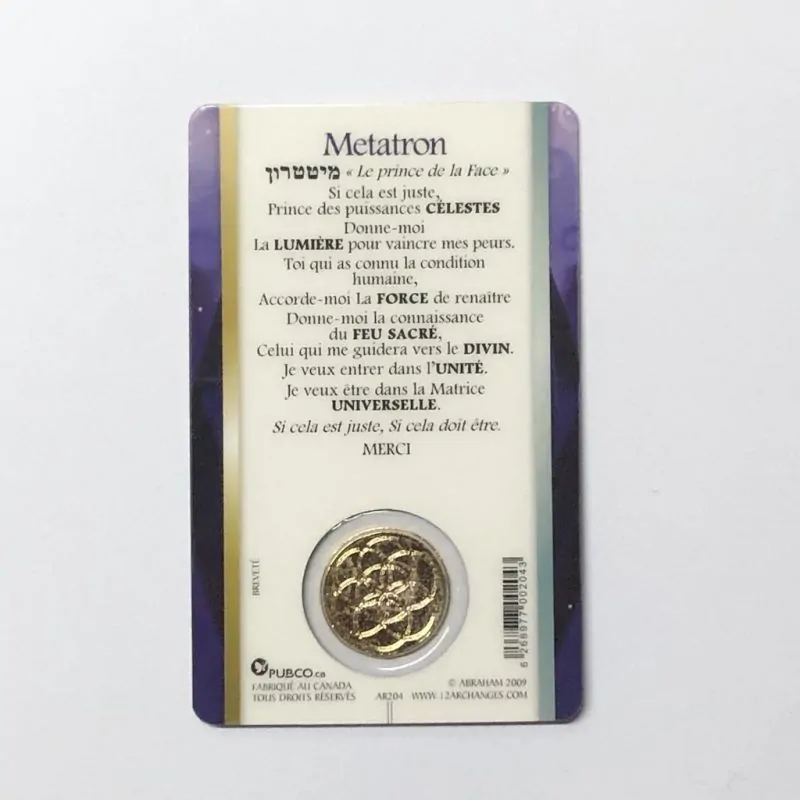 Metatron
מיטטרון « Le prince de la Face »
Si cela est juste,
Prince des puissances CÉLESTES
Donne-moi
La LUMIÈRE pour vaincre mes peurs.
Toi qui as connu la condition
humaine,
Accorde-moi La FORCE de renaître
Donne-moi la connaissance
du FEU SACRÉ,
Celui qui me guidera vers le DIVIN.
Je veux entrer dans l'UNITÉ.
Je veux être dans la Matrice
UNIVERSELLE.
Si cela est juste, Si cela doit être.
MERCI
BREVETÉ
6 268977 002043
PUBCO.ca
FABRIQUÉ AU CANADA
TOUS DROITS RÉSERVÉS
AR204
© ABRAHAM 2009
WWW.12ARCHANGES.COM